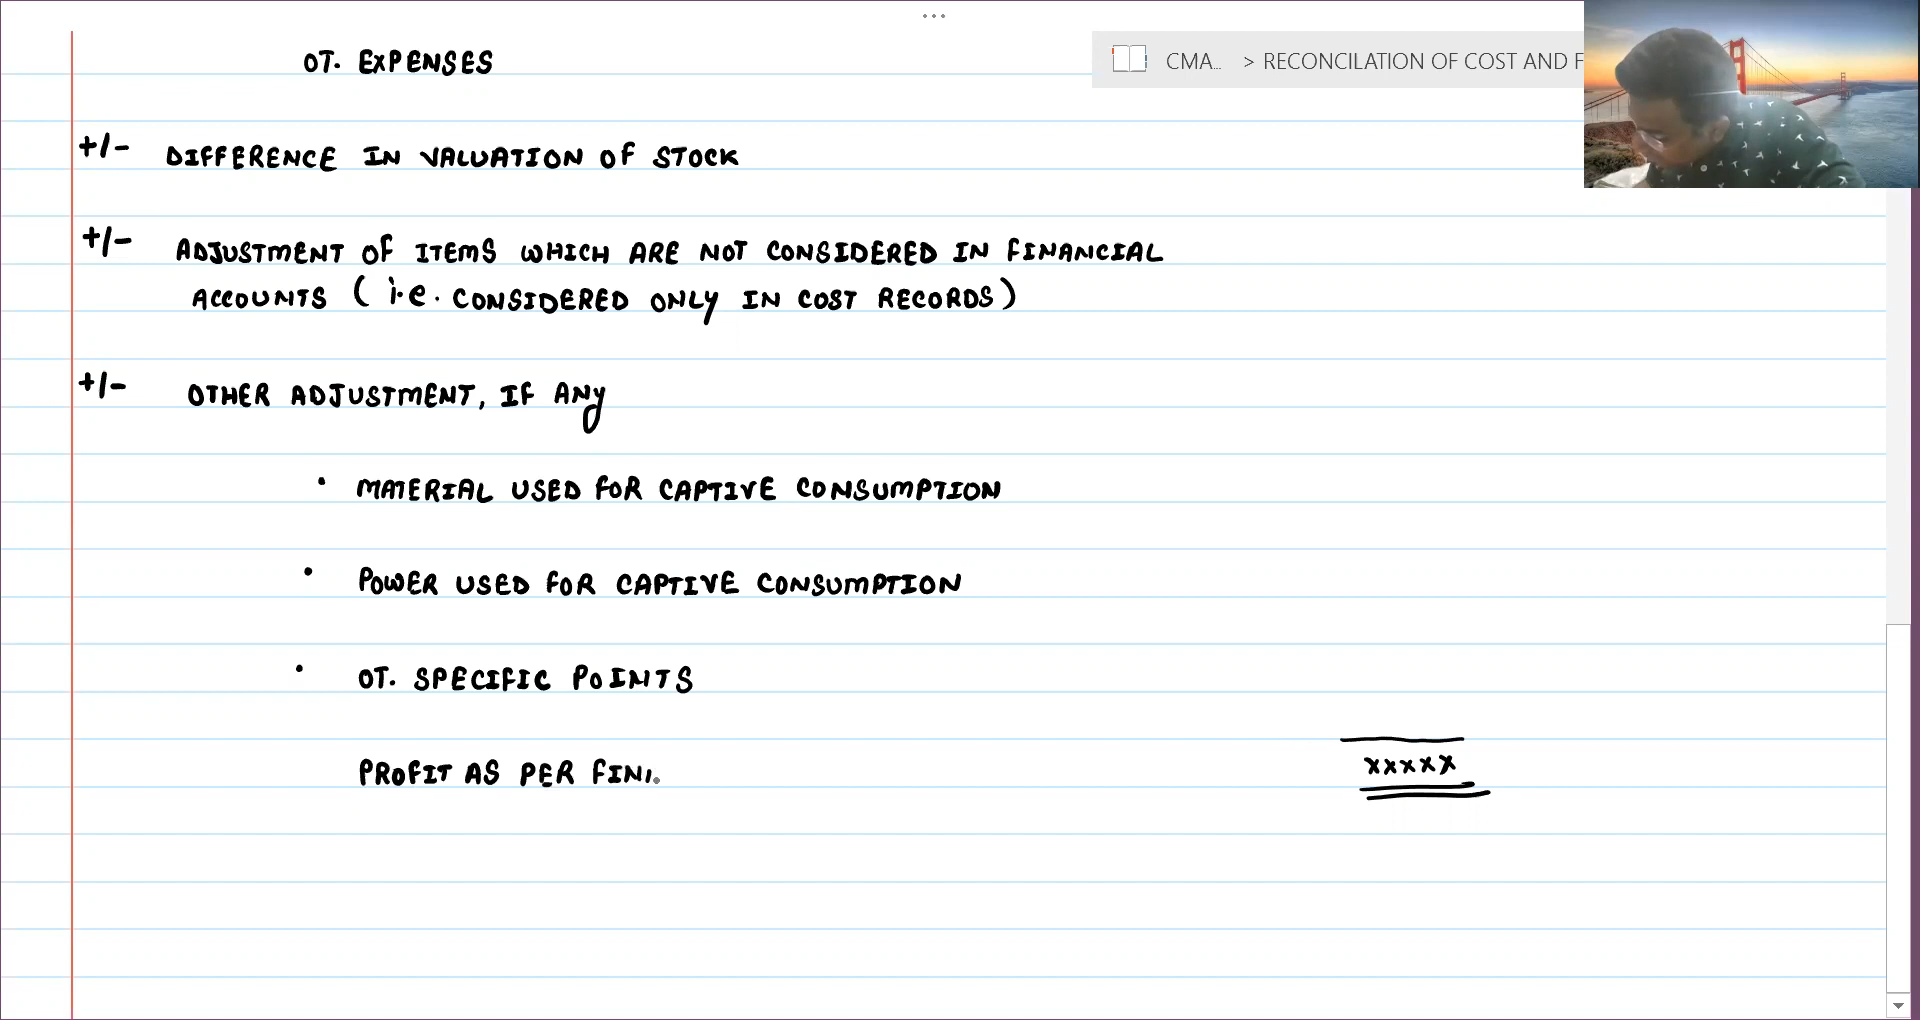 OT. EXPENSES
CMA... > RECONCILATION OF COST AND F
+/- DIFFERENCE IN VALUATION OF STOCK
+/- ADJUSTMENT OF ITEMS WHICH ARE NOT CONSIDERED IN FINANCIAL
ACCOUNTS ( i.e. CONSIDERED ONLY IN COST RECORDS)
+/- OTHER ADJUSTMENT, IF ANY
• MATERIAL USED FOR CAPTIVE CONSUMPTION
• POWER USED FOR CAPTIVE CONSUMPTION
• OT. SPECIFIC POINTS
PROFIT AS PER FIN xxxxx